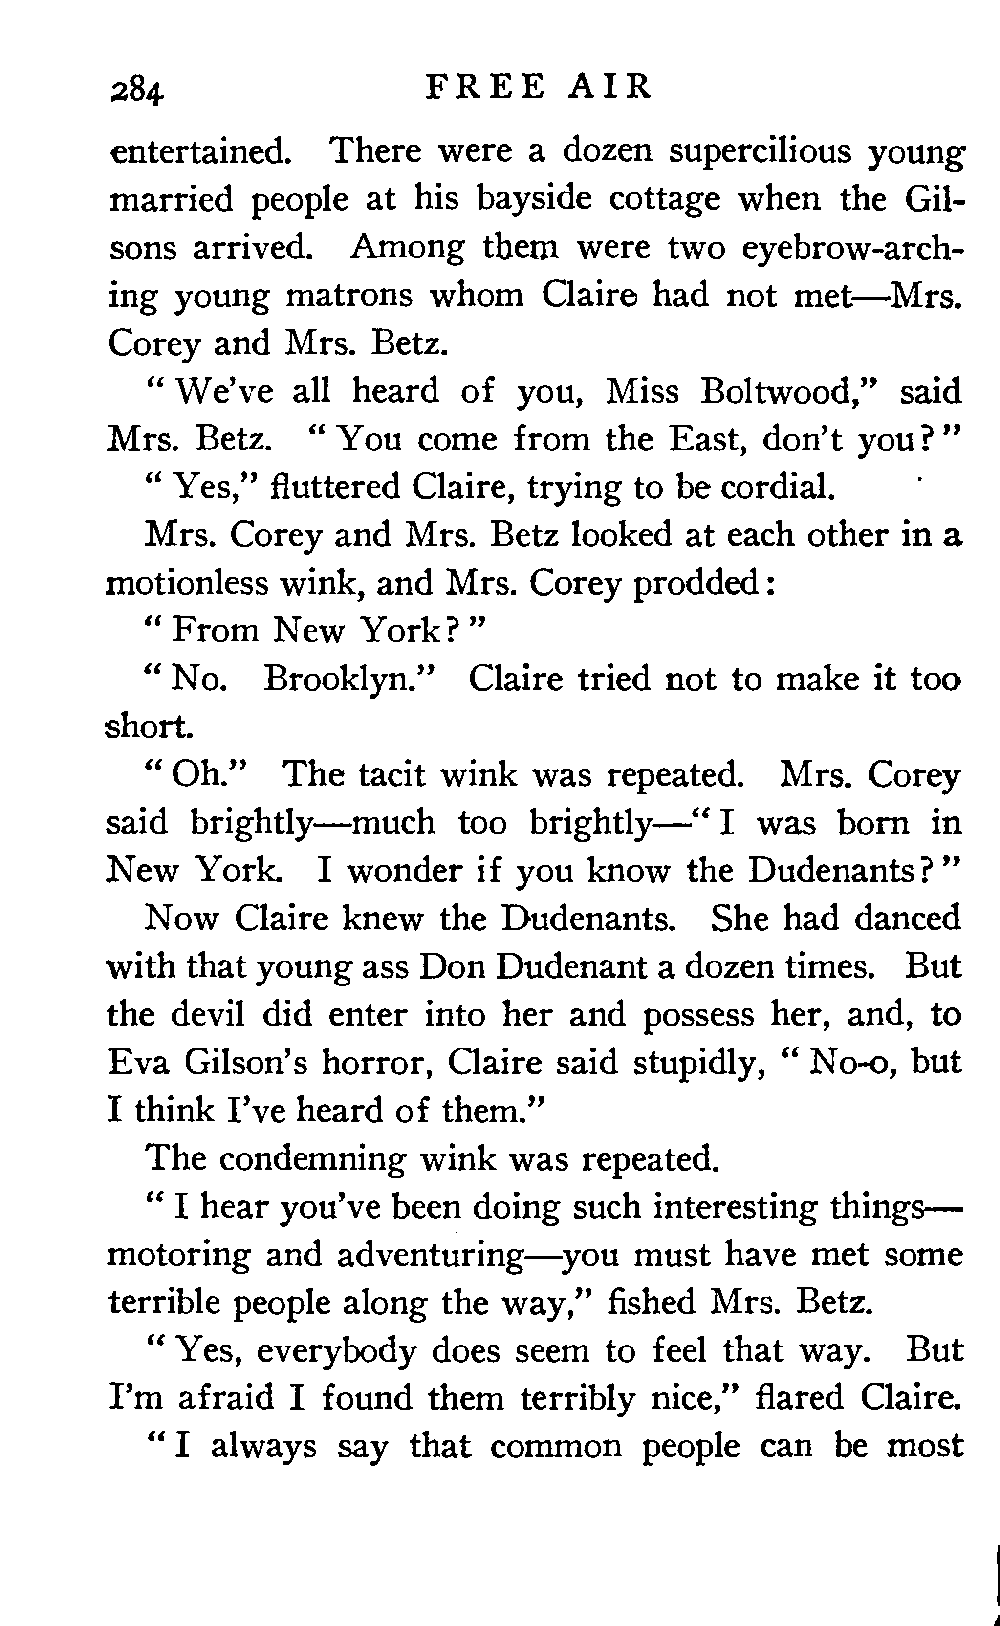 284 FREE AIR
entertained. There were a dozen supercilious young
married people at his bayside cottage when the Gil-
sons arrived. Among them were two eyebrow-arch-
ing young matrons whom Claire had not met—Mrs.
Corey and Mrs. Betz.
“ We’ve all heard of you, Miss Boltwood,” said
Mrs. Betz. “ You come from the East, don’t you? ”
“ Yes,” fluttered Claire, trying to be cordial.
Mrs. Corey and Mrs. Betz looked at each other in a
motionless wink, and Mrs. Corey prodded:
“ From New York? ”
“ No. Brooklyn.” Claire tried not to make it too
short.
“ Oh.” The tacit wink was repeated. Mrs. Corey
said brightly—much too brightly—“ I was born in
New York. I wonder if you know the Dudenants? ”
Now Claire knew the Dudenants. She had danced
with that young ass Don Dudenant a dozen times. But
the devil did enter into her and possess her, and, to
Eva Gilson’s horror, Claire said stupidly, “ No-o, but
I think I’ve heard of them.”
The condemning wink was repeated.
“ I hear you’ve been doing such interesting things—
motoring and adventuring—you must have met some
terrible people along the way,” fished Mrs. Betz.
“ Yes, everybody does seem to feel that way. But
I’m afraid I found them terribly nice,” flared Claire.
“ I always say that common people can be most